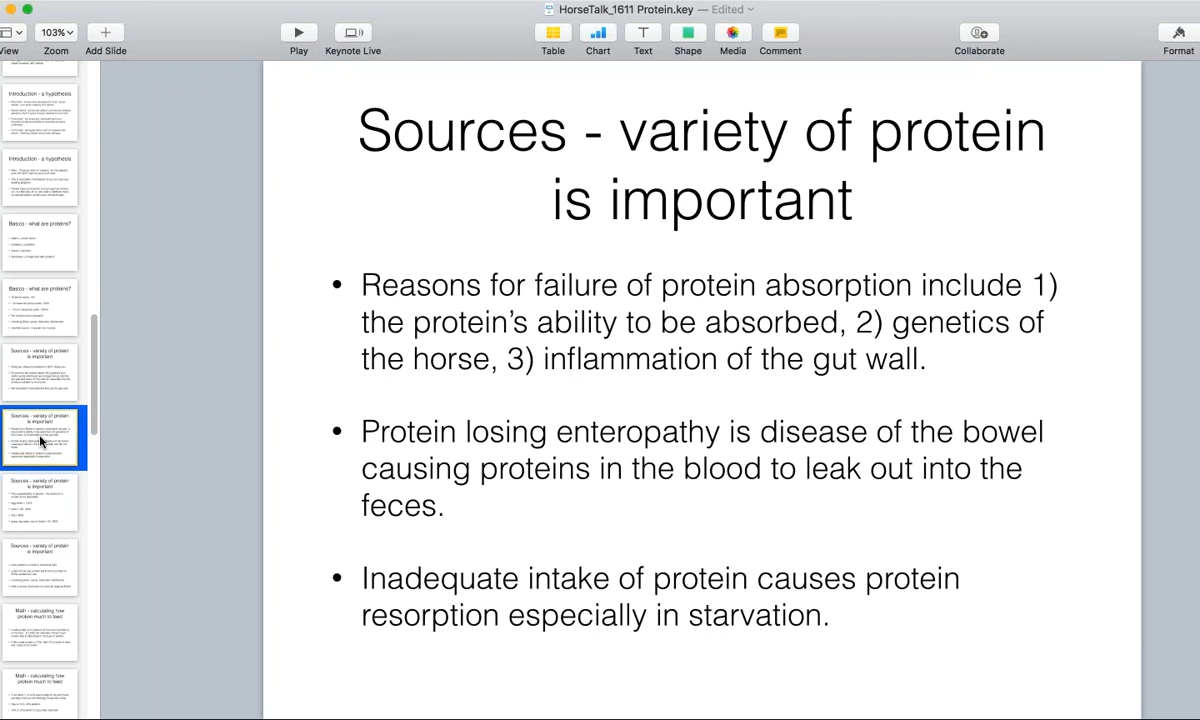 HorseTalk_1611 Protein.key — Edited
View
103%
Zoom
Add Slide
Play
Keynote Live
Table
Chart
Text
Shape
Media
Comment
Collaborate
Format
Introduction - a hypothesis
Introduction - a hypothesis
Basics - what are proteins?
Basics - what are proteins?
Sources - variety of protein
is important
Sources - variety of protein
is important
Sources - variety of protein
is important
Sources - variety of protein
is important
Math - calculating how
protein much to feed
Math - calculating how
protein much to feed
Sources - variety of protein
is important
• Reasons for failure of protein absorption include 1)
the protein’s ability to be absorbed, 2) genetics of
the horse, 3) inflammation of the gut wall.
• Protein losing enteropathy is disease of the bowel
causing proteins in the blood to leak out into the
feces.
• Inadequate intake of protein causes protein
resorption especially in starvation.